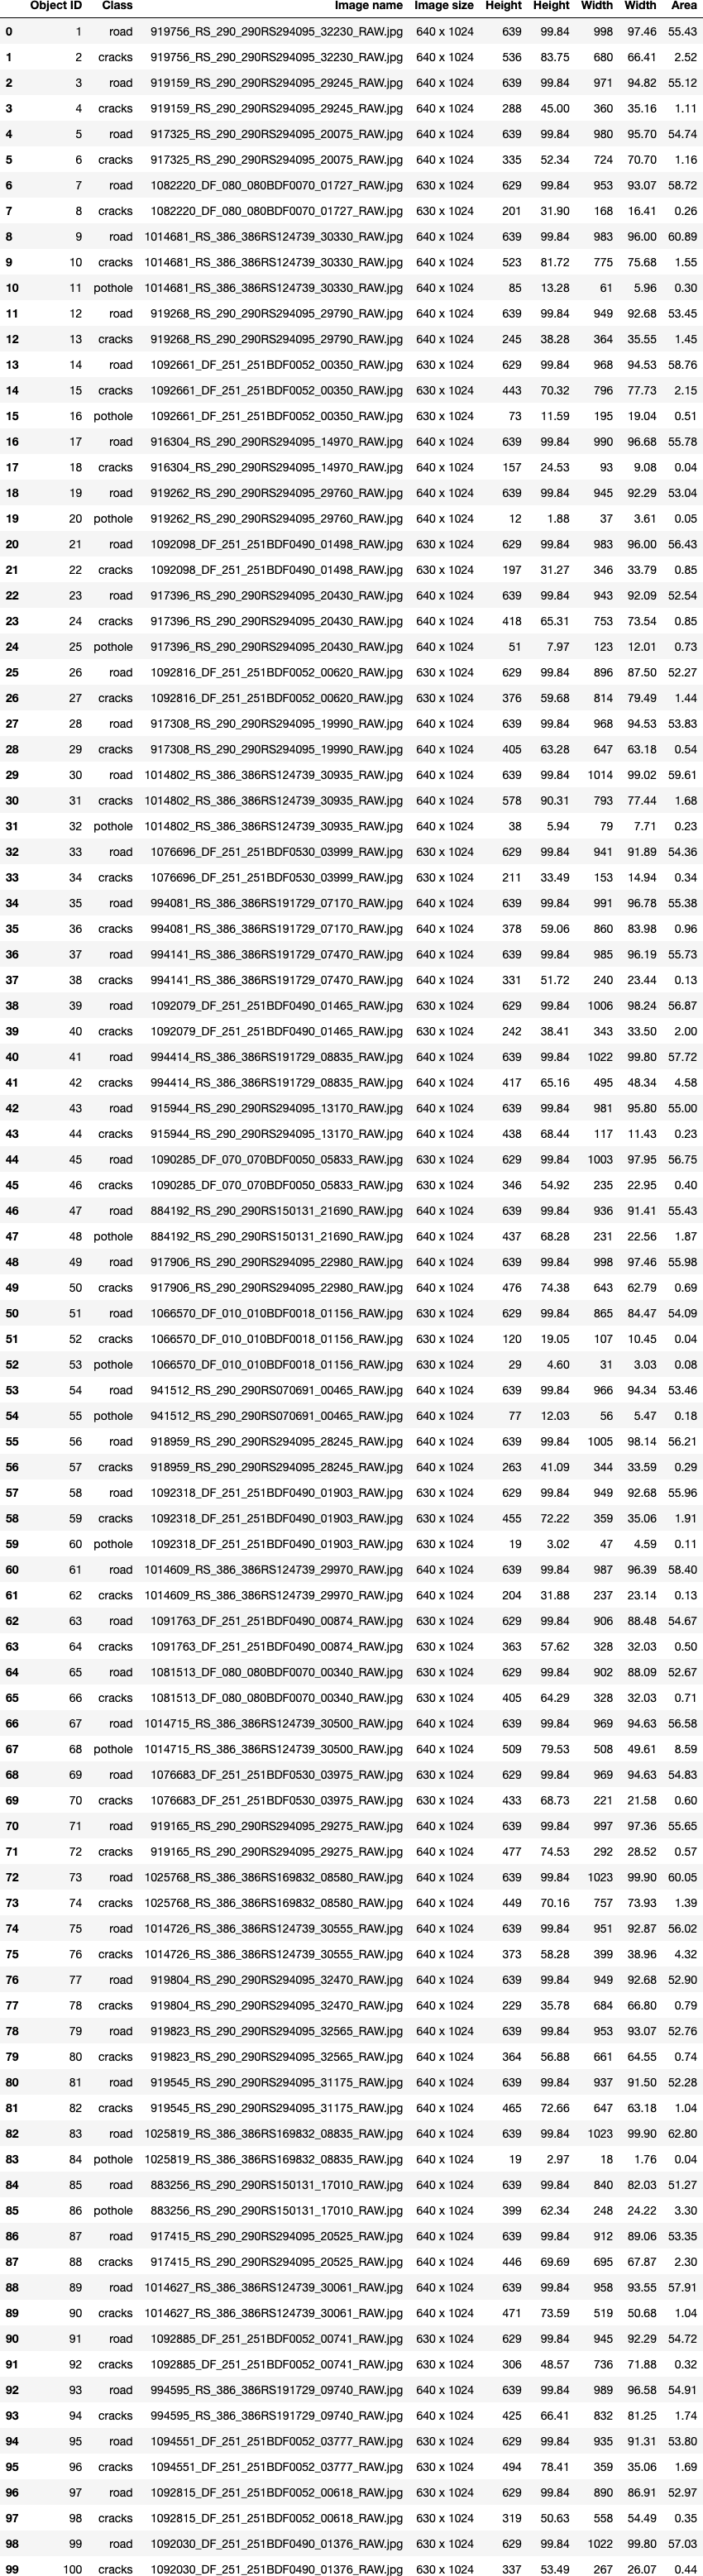 Object ID Class Image name Image size Height Height Width Width Area
0 1 road 919756_RS_290_290RS294095_32230_RAW.jpg 640 x 1024 639 99.84 998 97.46 55.43
1 2 cracks 919756_RS_290_290RS294095_32230_RAW.jpg 640 x 1024 536 83.75 680 66.41 2.52
2 3 road 919159_RS_290_290RS294095_29245_RAW.jpg 640 x 1024 639 99.84 971 94.82 55.12
3 4 cracks 919159_RS_290_290RS294095_29245_RAW.jpg 640 x 1024 288 45.00 360 35.16 1.11
4 5 road 917325_RS_290_290RS294095_20075_RAW.jpg 640 x 1024 639 99.84 980 95.70 54.74
5 6 cracks 917325_RS_290_290RS294095_20075_RAW.jpg 640 x 1024 335 52.34 724 70.70 1.16
6 7 road 1082220_DF_080_080BDF0070_01727_RAW.jpg 630 x 1024 629 99.84 953 93.07 58.72
7 8 cracks 1082220_DF_080_080BDF0070_01727_RAW.jpg 630 x 1024 201 31.90 168 16.41 0.26
8 9 road 1014681_RS_386_386RS124739_30330_RAW.jpg 640 x 1024 639 99.84 983 96.00 60.89
9 10 cracks 1014681_RS_386_386RS124739_30330_RAW.jpg 640 x 1024 523 81.72 775 75.68 1.55
10 11 pothole 1014681_RS_386_386RS124739_30330_RAW.jpg 640 x 1024 85 13.28 61 5.96 0.30
11 12 road 919268_RS_290_290RS294095_29790_RAW.jpg 640 x 1024 639 99.84 949 92.68 53.45
12 13 cracks 919268_RS_290_290RS294095_29790_RAW.jpg 640 x 1024 245 38.28 364 35.55 1.45
13 14 road 1092661_DF_251_251BDF0052_00350_RAW.jpg 630 x 1024 629 99.84 968 94.53 58.76
14 15 cracks 1092661_DF_251_251BDF0052_00350_RAW.jpg 630 x 1024 443 70.32 796 77.73 2.15
15 16 pothole 1092661_DF_251_251BDF0052_00350_RAW.jpg 630 x 1024 73 11.59 195 19.04 0.51
16 17 road 916304_RS_290_290RS294095_14970_RAW.jpg 640 x 1024 639 99.84 990 96.68 55.78
17 18 cracks 916304_RS_290_290RS294095_14970_RAW.jpg 640 x 1024 157 24.53 93 9.08 0.04
18 19 road 919262_RS_290_290RS294095_29760_RAW.jpg 640 x 1024 639 99.84 945 92.29 53.04
19 20 pothole 919262_RS_290_290RS294095_29760_RAW.jpg 640 x 1024 12 1.88 37 3.61 0.05
20 21 road 1092098_DF_251_251BDF0490_01498_RAW.jpg 630 x 1024 629 99.84 983 96.00 56.43
21 22 cracks 1092098_DF_251_251BDF0490_01498_RAW.jpg 630 x 1024 197 31.27 346 33.79 0.85
22 23 road 917396_RS_290_290RS294095_20430_RAW.jpg 640 x 1024 639 99.84 943 92.09 52.54
23 24 cracks 917396_RS_290_290RS294095_20430_RAW.jpg 640 x 1024 418 65.31 753 73.54 0.85
24 25 pothole 917396_RS_290_290RS294095_20430_RAW.jpg 640 x 1024 51 7.97 123 12.01 0.73
25 26 road 1092816_DF_251_251BDF0052_00620_RAW.jpg 630 x 1024 629 99.84 896 87.50 52.27
26 27 cracks 1092816_DF_251_251BDF0052_00620_RAW.jpg 630 x 1024 376 59.68 814 79.49 1.44
27 28 road 917308_RS_290_290RS294095_19990_RAW.jpg 640 x 1024 639 99.84 968 94.53 53.83
28 29 cracks 917308_RS_290_290RS294095_19990_RAW.jpg 640 x 1024 405 63.28 647 63.18 0.54
29 30 road 1014802_RS_386_386RS124739_30935_RAW.jpg 640 x 1024 639 99.84 1014 99.02 59.61
30 31 cracks 1014802_RS_386_386RS124739_30935_RAW.jpg 640 x 1024 578 90.31 793 77.44 1.68
31 32 pothole 1014802_RS_386_386RS124739_30935_RAW.jpg 640 x 1024 38 5.94 79 7.71 0.23
32 33 road 1076696_DF_251_251BDF0530_03999_RAW.jpg 630 x 1024 629 99.84 941 91.89 54.36
33 34 cracks 1076696_DF_251_251BDF0530_03999_RAW.jpg 630 x 1024 211 33.49 153 14.94 0.34
34 35 road 994081_RS_386_386RS191729_07170_RAW.jpg 640 x 1024 639 99.84 991 96.78 55.38
35 36 cracks 994081_RS_386_386RS191729_07170_RAW.jpg 640 x 1024 378 59.06 860 83.98 0.96
36 37 road 994141_RS_386_386RS191729_07470_RAW.jpg 640 x 1024 639 99.84 985 96.19 55.73
37 38 cracks 994141_RS_386_386RS191729_07470_RAW.jpg 640 x 1024 331 51.72 240 23.44 0.13
38 39 road 1092079_DF_251_251BDF0490_01465_RAW.jpg 630 x 1024 629 99.84 1006 98.24 56.87
39 40 cracks 1092079_DF_251_251BDF0490_01465_RAW.jpg 630 x 1024 242 38.41 343 33.50 2.00
40 41 road 994414_RS_386_386RS191729_08835_RAW.jpg 640 x 1024 639 99.84 1022 99.80 57.72
41 42 cracks 994414_RS_386_386RS191729_08835_RAW.jpg 640 x 1024 417 65.16 495 48.34 4.58
42 43 road 915944_RS_290_290RS294095_13170_RAW.jpg 640 x 1024 639 99.84 981 95.80 55.00
43 44 cracks 915944_RS_290_290RS294095_13170_RAW.jpg 640 x 1024 438 68.44 117 11.43 0.23
44 45 road 1090285_DF_070_070BDF0050_05833_RAW.jpg 630 x 1024 629 99.84 1003 97.95 56.75
45 46 cracks 1090285_DF_070_070BDF0050_05833_RAW.jpg 630 x 1024 346 54.92 235 22.95 0.40
46 47 road 884192_RS_290_290RS150131_21690_RAW.jpg 640 x 1024 639 99.84 936 91.41 55.43
47 48 pothole 884192_RS_290_290RS150131_21690_RAW.jpg 640 x 1024 437 68.28 231 22.56 1.87
48 49 road 917906_RS_290_290RS294095_22980_RAW.jpg 640 x 1024 639 99.84 998 97.46 55.98
49 50 cracks 917906_RS_290_290RS294095_22980_RAW.jpg 640 x 1024 476 74.38 643 62.79 0.69
50 51 road 1066570_DF_010_010BDF0018_01156_RAW.jpg 630 x 1024 629 99.84 865 84.47 54.09
51 52 cracks 1066570_DF_010_010BDF0018_01156_RAW.jpg 630 x 1024 120 19.05 107 10.45 0.04
52 53 pothole 1066570_DF_010_010BDF0018_01156_RAW.jpg 630 x 1024 29 4.60 31 3.03 0.08
53 54 road 941512_RS_290_290RS070691_00465_RAW.jpg 640 x 1024 639 99.84 966 94.34 53.46
54 55 pothole 941512_RS_290_290RS070691_00465_RAW.jpg 640 x 1024 77 12.03 56 5.47 0.18
55 56 road 918959_RS_290_290RS294095_28245_RAW.jpg 640 x 1024 639 99.84 1005 98.14 56.21
56 57 cracks 918959_RS_290_290RS294095_28245_RAW.jpg 640 x 1024 263 41.09 344 33.59 0.29
57 58 road 1092318_DF_251_251BDF0490_01903_RAW.jpg 630 x 1024 629 99.84 949 92.68 55.96
58 59 cracks 1092318_DF_251_251BDF0490_01903_RAW.jpg 630 x 1024 455 72.22 359 35.06 1.91
59 60 pothole 1092318_DF_251_251BDF0490_01903_RAW.jpg 630 x 1024 19 3.02 47 4.59 0.11
60 61 road 1014609_RS_386_386RS124739_29970_RAW.jpg 640 x 1024 639 99.84 987 96.39 58.40
61 62 cracks 1014609_RS_386_386RS124739_29970_RAW.jpg 640 x 1024 204 31.88 237 23.14 0.13
62 63 road 1091763_DF_251_251BDF0490_00874_RAW.jpg 630 x 1024 629 99.84 906 88.48 54.67
63 64 cracks 1091763_DF_251_251BDF0490_00874_RAW.jpg 630 x 1024 363 57.62 328 32.03 0.50
64 65 road 1081513_DF_080_080BDF0070_00340_RAW.jpg 630 x 1024 629 99.84 902 88.09 52.67
65 66 cracks 1081513_DF_080_080BDF0070_00340_RAW.jpg 630 x 1024 405 64.29 328 32.03 0.71
66 67 road 1014715_RS_386_386RS124739_30500_RAW.jpg 640 x 1024 639 99.84 969 94.63 56.58
67 68 pothole 1014715_RS_386_386RS124739_30500_RAW.jpg 640 x 1024 509 79.53 508 49.61 8.59
68 69 road 1076683_DF_251_251BDF0530_03975_RAW.jpg 630 x 1024 629 99.84 969 94.63 54.83
69 70 cracks 1076683_DF_251_251BDF0530_03975_RAW.jpg 630 x 1024 433 68.73 221 21.58 0.60
70 71 road 919165_RS_290_290RS294095_29275_RAW.jpg 640 x 1024 639 99.84 997 97.36 55.65
71 72 cracks 919165_RS_290_290RS294095_29275_RAW.jpg 640 x 1024 477 74.53 292 28.52 0.57
72 73 road 1025768_RS_386_386RS169832_08580_RAW.jpg 640 x 1024 639 99.84 1023 99.90 60.05
73 74 cracks 1025768_RS_386_386RS169832_08580_RAW.jpg 640 x 1024 449 70.16 757 73.93 1.39
74 75 road 1014726_RS_386_386RS124739_30555_RAW.jpg 640 x 1024 639 99.84 951 92.87 56.02
75 76 cracks 1014726_RS_386_386RS124739_30555_RAW.jpg 640 x 1024 373 58.28 399 38.96 4.32
76 77 road 919804_RS_290_290RS294095_32470_RAW.jpg 640 x 1024 639 99.84 949 92.68 52.90
77 78 cracks 919804_RS_290_290RS294095_32470_RAW.jpg 640 x 1024 229 35.78 684 66.80 0.79
78 79 road 919823_RS_290_290RS294095_32565_RAW.jpg 640 x 1024 639 99.84 953 93.07 52.76
79 80 cracks 919823_RS_290_290RS294095_32565_RAW.jpg 640 x 1024 364 56.88 661 64.55 0.74
80 81 road 919545_RS_290_290RS294095_31175_RAW.jpg 640 x 1024 639 99.84 937 91.50 52.28
81 82 cracks 919545_RS_290_290RS294095_31175_RAW.jpg 640 x 1024 465 72.66 647 63.18 1.04
82 83 road 1025819_RS_386_386RS169832_08835_RAW.jpg 640 x 1024 639 99.84 1023 99.90 62.80
83 84 pothole 1025819_RS_386_386RS169832_08835_RAW.jpg 640 x 1024 19 2.97 18 1.76 0.04
84 85 road 883256_RS_290_290RS150131_17010_RAW.jpg 640 x 1024 639 99.84 840 82.03 51.27
85 86 pothole 883256_RS_290_290RS150131_17010_RAW.jpg 640 x 1024 399 62.34 248 24.22 3.30
86 87 road 917415_RS_290_290RS294095_20525_RAW.jpg 640 x 1024 639 99.84 912 89.06 53.35
87 88 cracks 917415_RS_290_290RS294095_20525_RAW.jpg 640 x 1024 446 69.69 695 67.87 2.30
88 89 road 1014627_RS_386_386RS124739_30061_RAW.jpg 640 x 1024 639 99.84 958 93.55 57.91
89 90 cracks 1014627_RS_386_386RS124739_30061_RAW.jpg 640 x 1024 471 73.59 519 50.68 1.04
90 91 road 1092885_DF_251_251BDF0052_00741_RAW.jpg 630 x 1024 629 99.84 945 92.29 54.72
91 92 cracks 1092885_DF_251_251BDF0052_00741_RAW.jpg 630 x 1024 306 48.57 736 71.88 0.32
92 93 road 994595_RS_386_386RS191729_09740_RAW.jpg 640 x 1024 639 99.84 989 96.58 54.91
93 94 cracks 994595_RS_386_386RS191729_09740_RAW.jpg 640 x 1024 425 66.41 832 81.25 1.74
94 95 road 1094551_DF_251_251BDF0052_03777_RAW.jpg 630 x 1024 629 99.84 935 91.31 53.80
95 96 cracks 1094551_DF_251_251BDF0052_03777_RAW.jpg 630 x 1024 494 78.41 359 35.06 1.69
96 97 road 1092815_DF_251_251BDF0052_00618_RAW.jpg 630 x 1024 629 99.84 890 86.91 52.97
97 98 cracks 1092815_DF_251_251BDF0052_00618_RAW.jpg 630 x 1024 319 50.63 558 54.49 0.35
98 99 road 1092030_DF_251_251BDF0490_01376_RAW.jpg 630 x 1024 629 99.84 1022 99.80 57.03
99 100 cracks 1092030_DF_251_251BDF0490_01376_RAW.jpg 630 x 1024 337 53.49 267 26.07 0.44